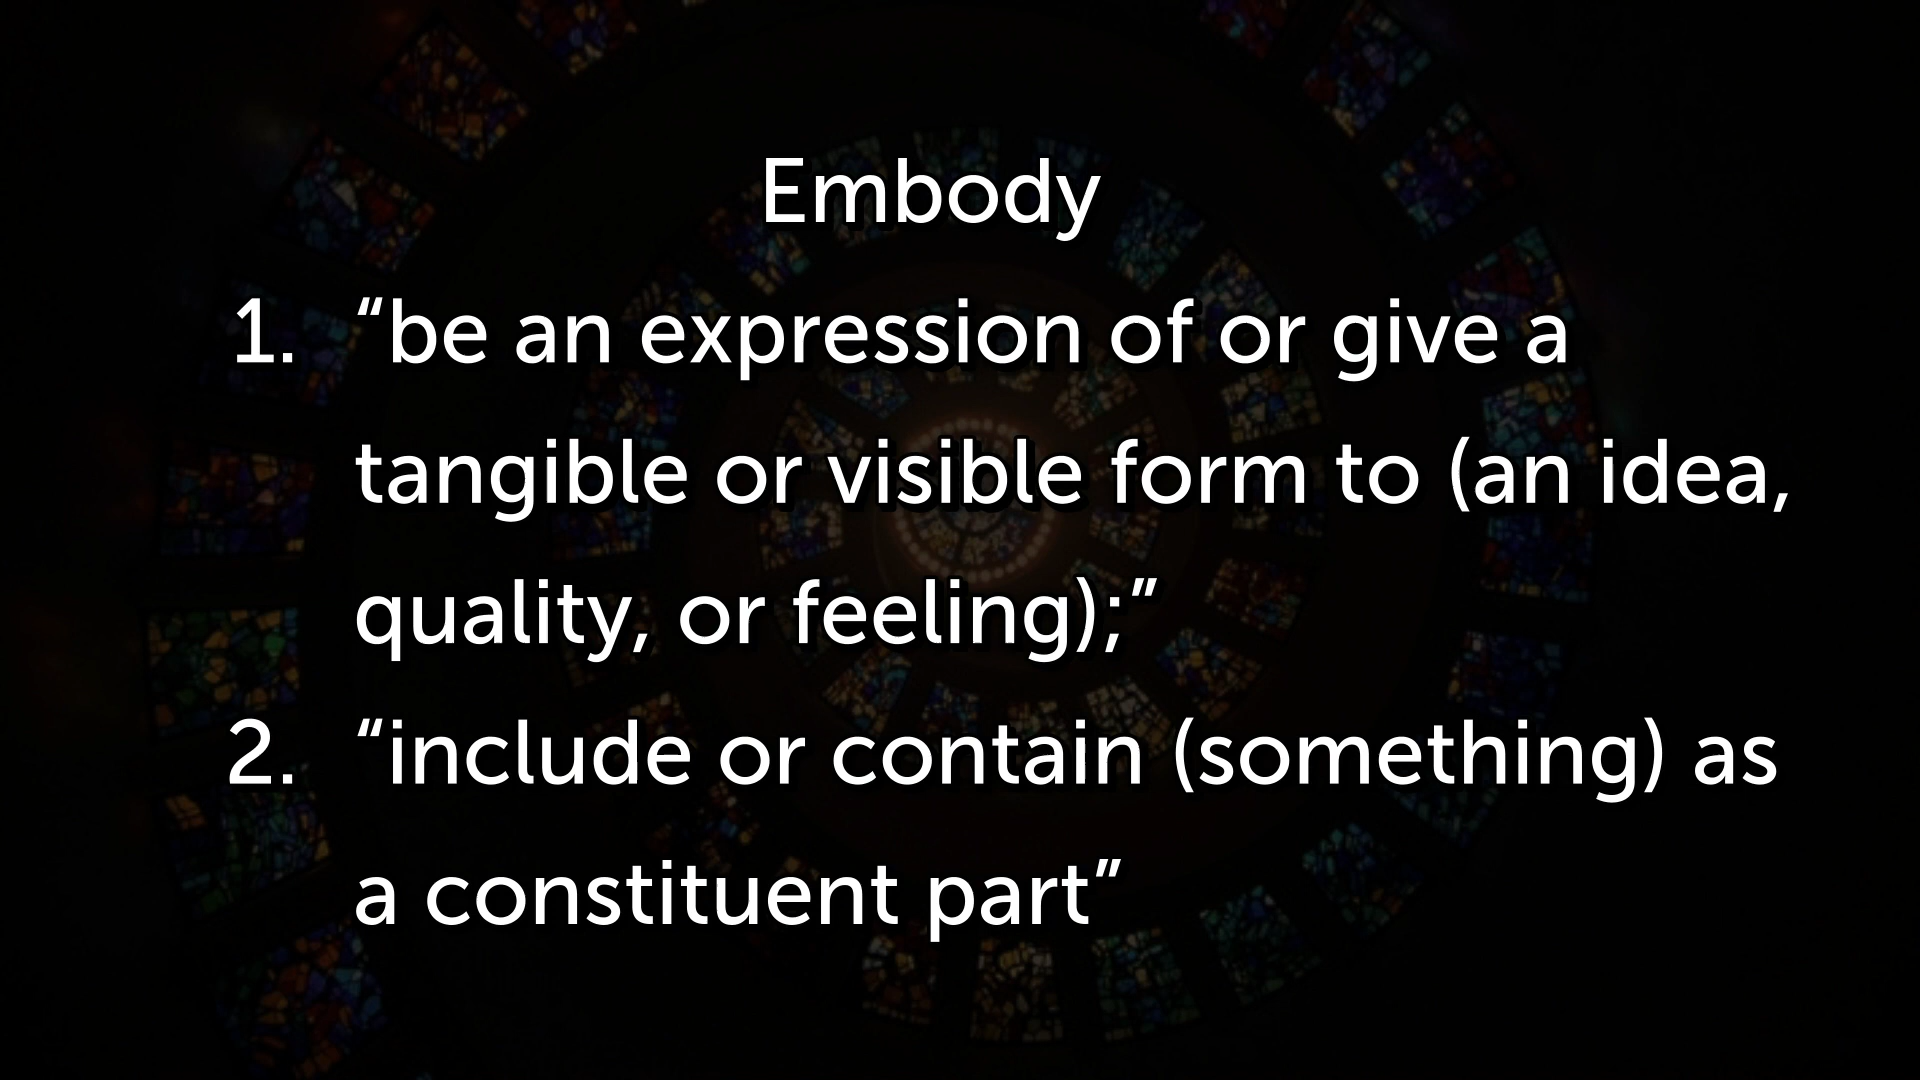 Embody
1. “be an expression of or give a
tangible or visible form to (an idea,
quality, or feeling);”
2. “include or contain (something) as
a constituent part”